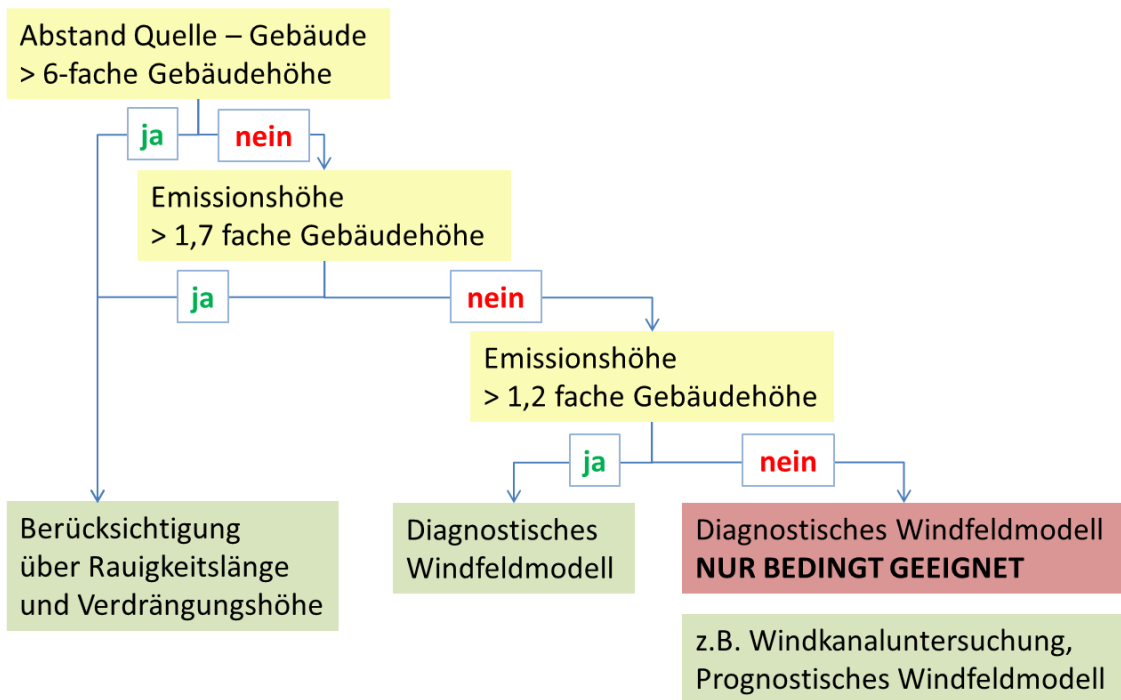 Abstand Quelle – Gebäude
> 6-fache Gebäudehöhe
ja
nein
Emissionshöhe
> 1,7 fache Gebäudehöhe
ja
nein
Emissionshöhe
> 1,2 fache Gebäudehöhe
ja
nein
Berücksichtigung
über Rauigkeitslänge
und Verdrängungshöhe
Diagnostisches
Windfeldmodell
Diagnostisches Windfeldmodell
NUR BEDINGT GEEIGNET
z.B. Windkanaluntersuchung,
Prognostisches Windfeldmodell